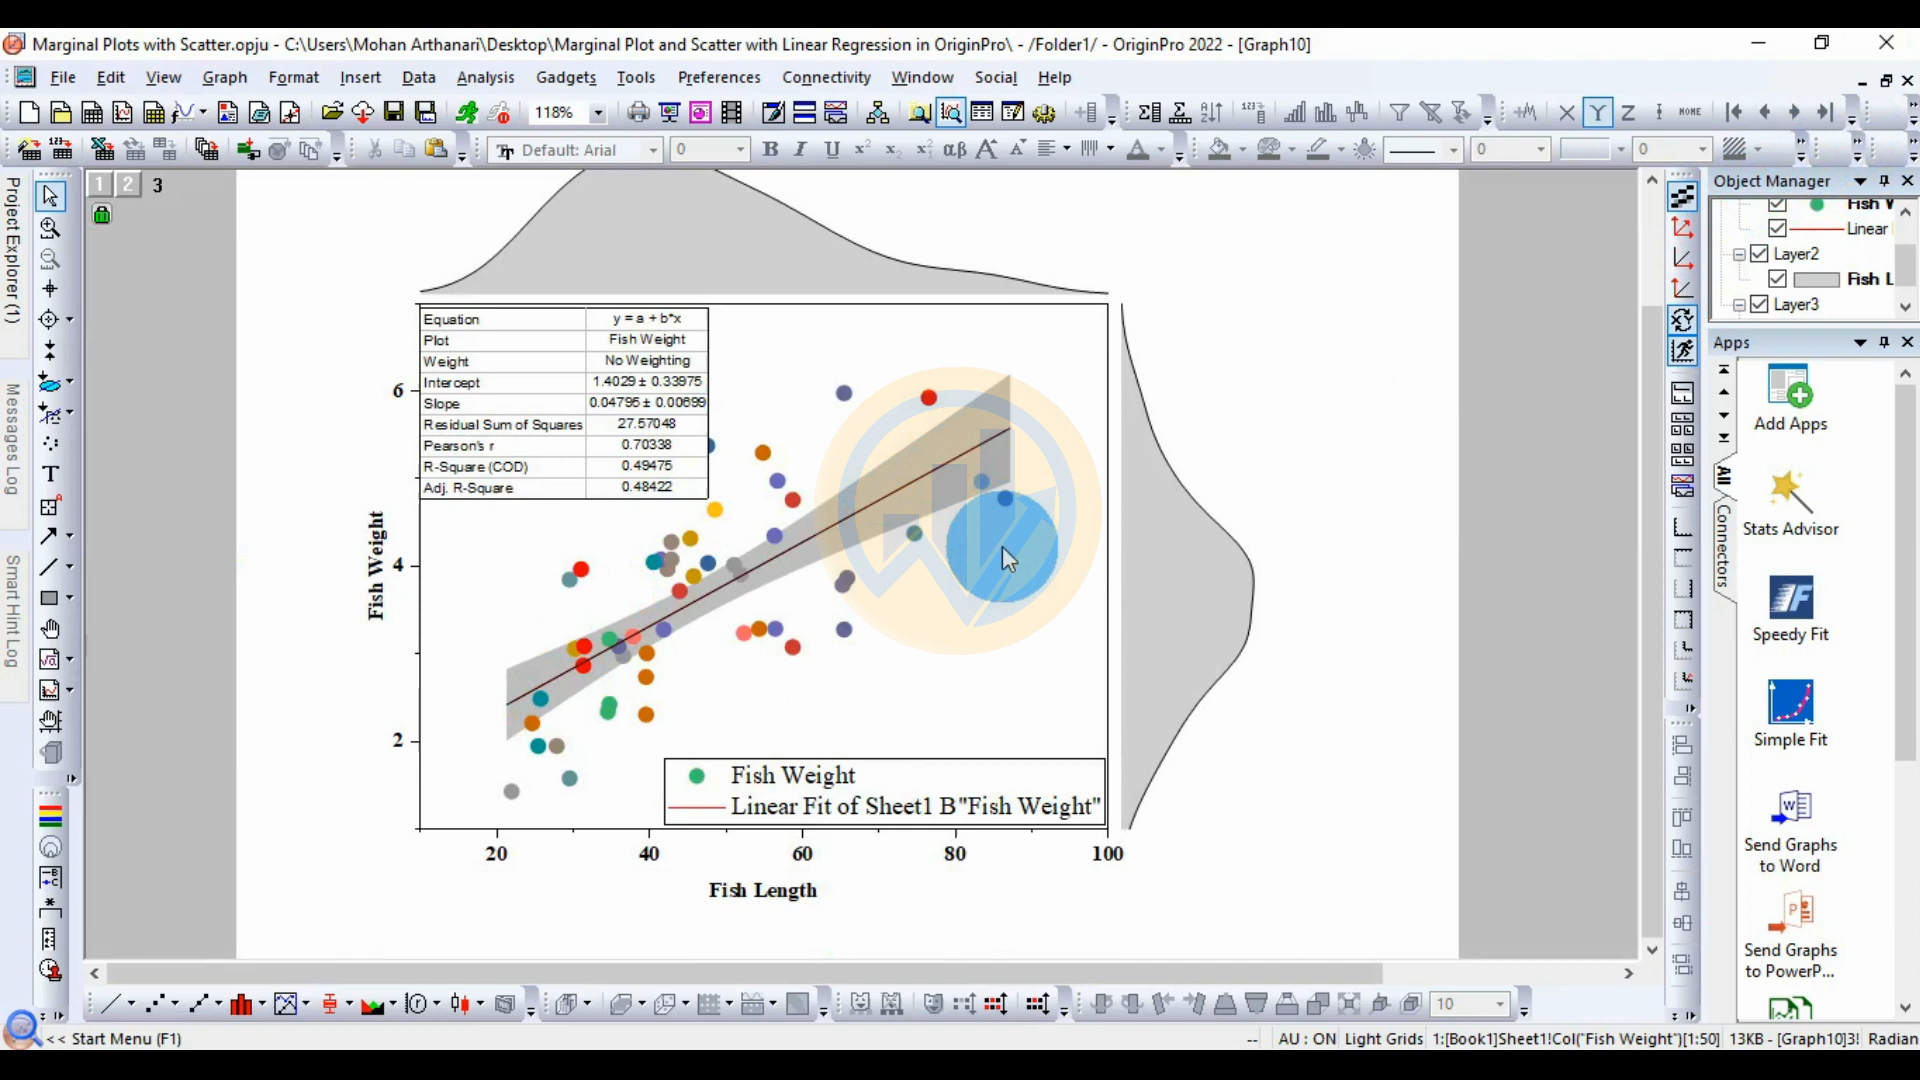 Marginal Plots with Scatter.opju - C:\Users\Mohan Arthanari\Desktop\Marginal Plot and Scatter with Linear Regression in OriginPro\ - /Folder1/ - OriginPro 2022 - [Graph10]
File Edit View Graph Format Insert Data Analysis Gadgets Tools Preferences Connectivity Window Social Help
118%
Default: Arial 0 B I U αβ A 0 0
Project Explorer (1)
Messages Log
Smart Hint Log
1 2 3
Object Manager
Fish W
Linear
Layer2
Fish L
Layer3
Apps
All
Connectors
Add Apps
Stats Advisor
Speedy Fit
Simple Fit
Send Graphs
to Word
Send Graphs
to PowerP...
Equation y = a + b*x
Plot Fish Weight
Weight No Weighting
Intercept 1.4029 ± 0.33975
Slope 0.04795 ± 0.00699
Residual Sum of Squares 27.57048
Pearson's r 0.70338
R-Square (COD) 0.49475
Adj. R-Square 0.48422
6
4
2
Fish Weight
Fish Weight
Linear Fit of Sheet1 B"Fish Weight"
20 40 60 80 100
Fish Length
10
<< Start Menu (F1)
-- AU : ON Light Grids 1:[Book1]Sheet1!Col("Fish Weight")[1:50] 13KB - [Graph10]3! Radian